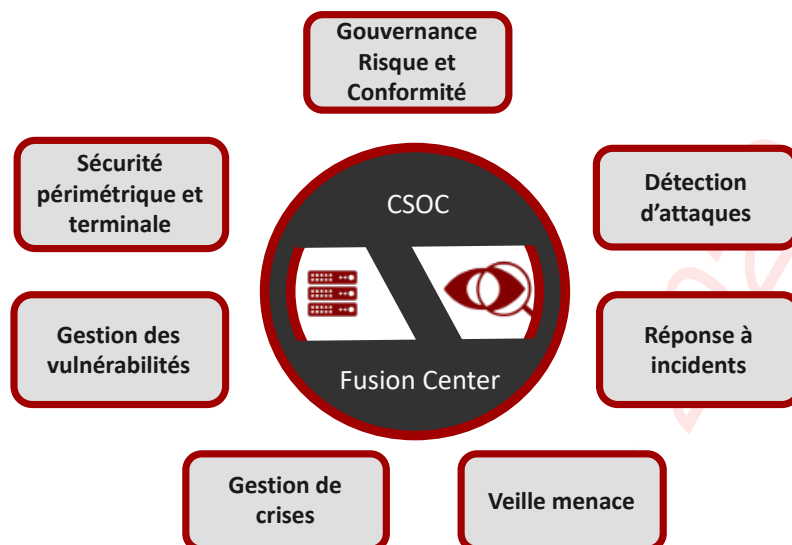 Gouvernance
Risque et
Conformité
Sécurité
périmétrique et
terminale
CSOC
Détection
d’attaques
Gestion des
vulnérabilités
Fusion Center
Réponse à
incidents
Gestion de
crises
Veille menace